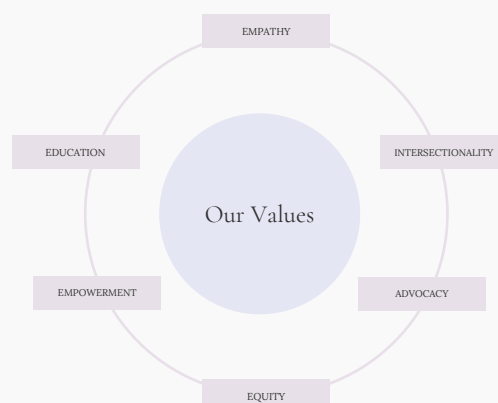 EMPATHY
EDUCATION
INTERSECTIONALITY
Our Values
EMPOWERMENT
ADVOCACY
EQUITY